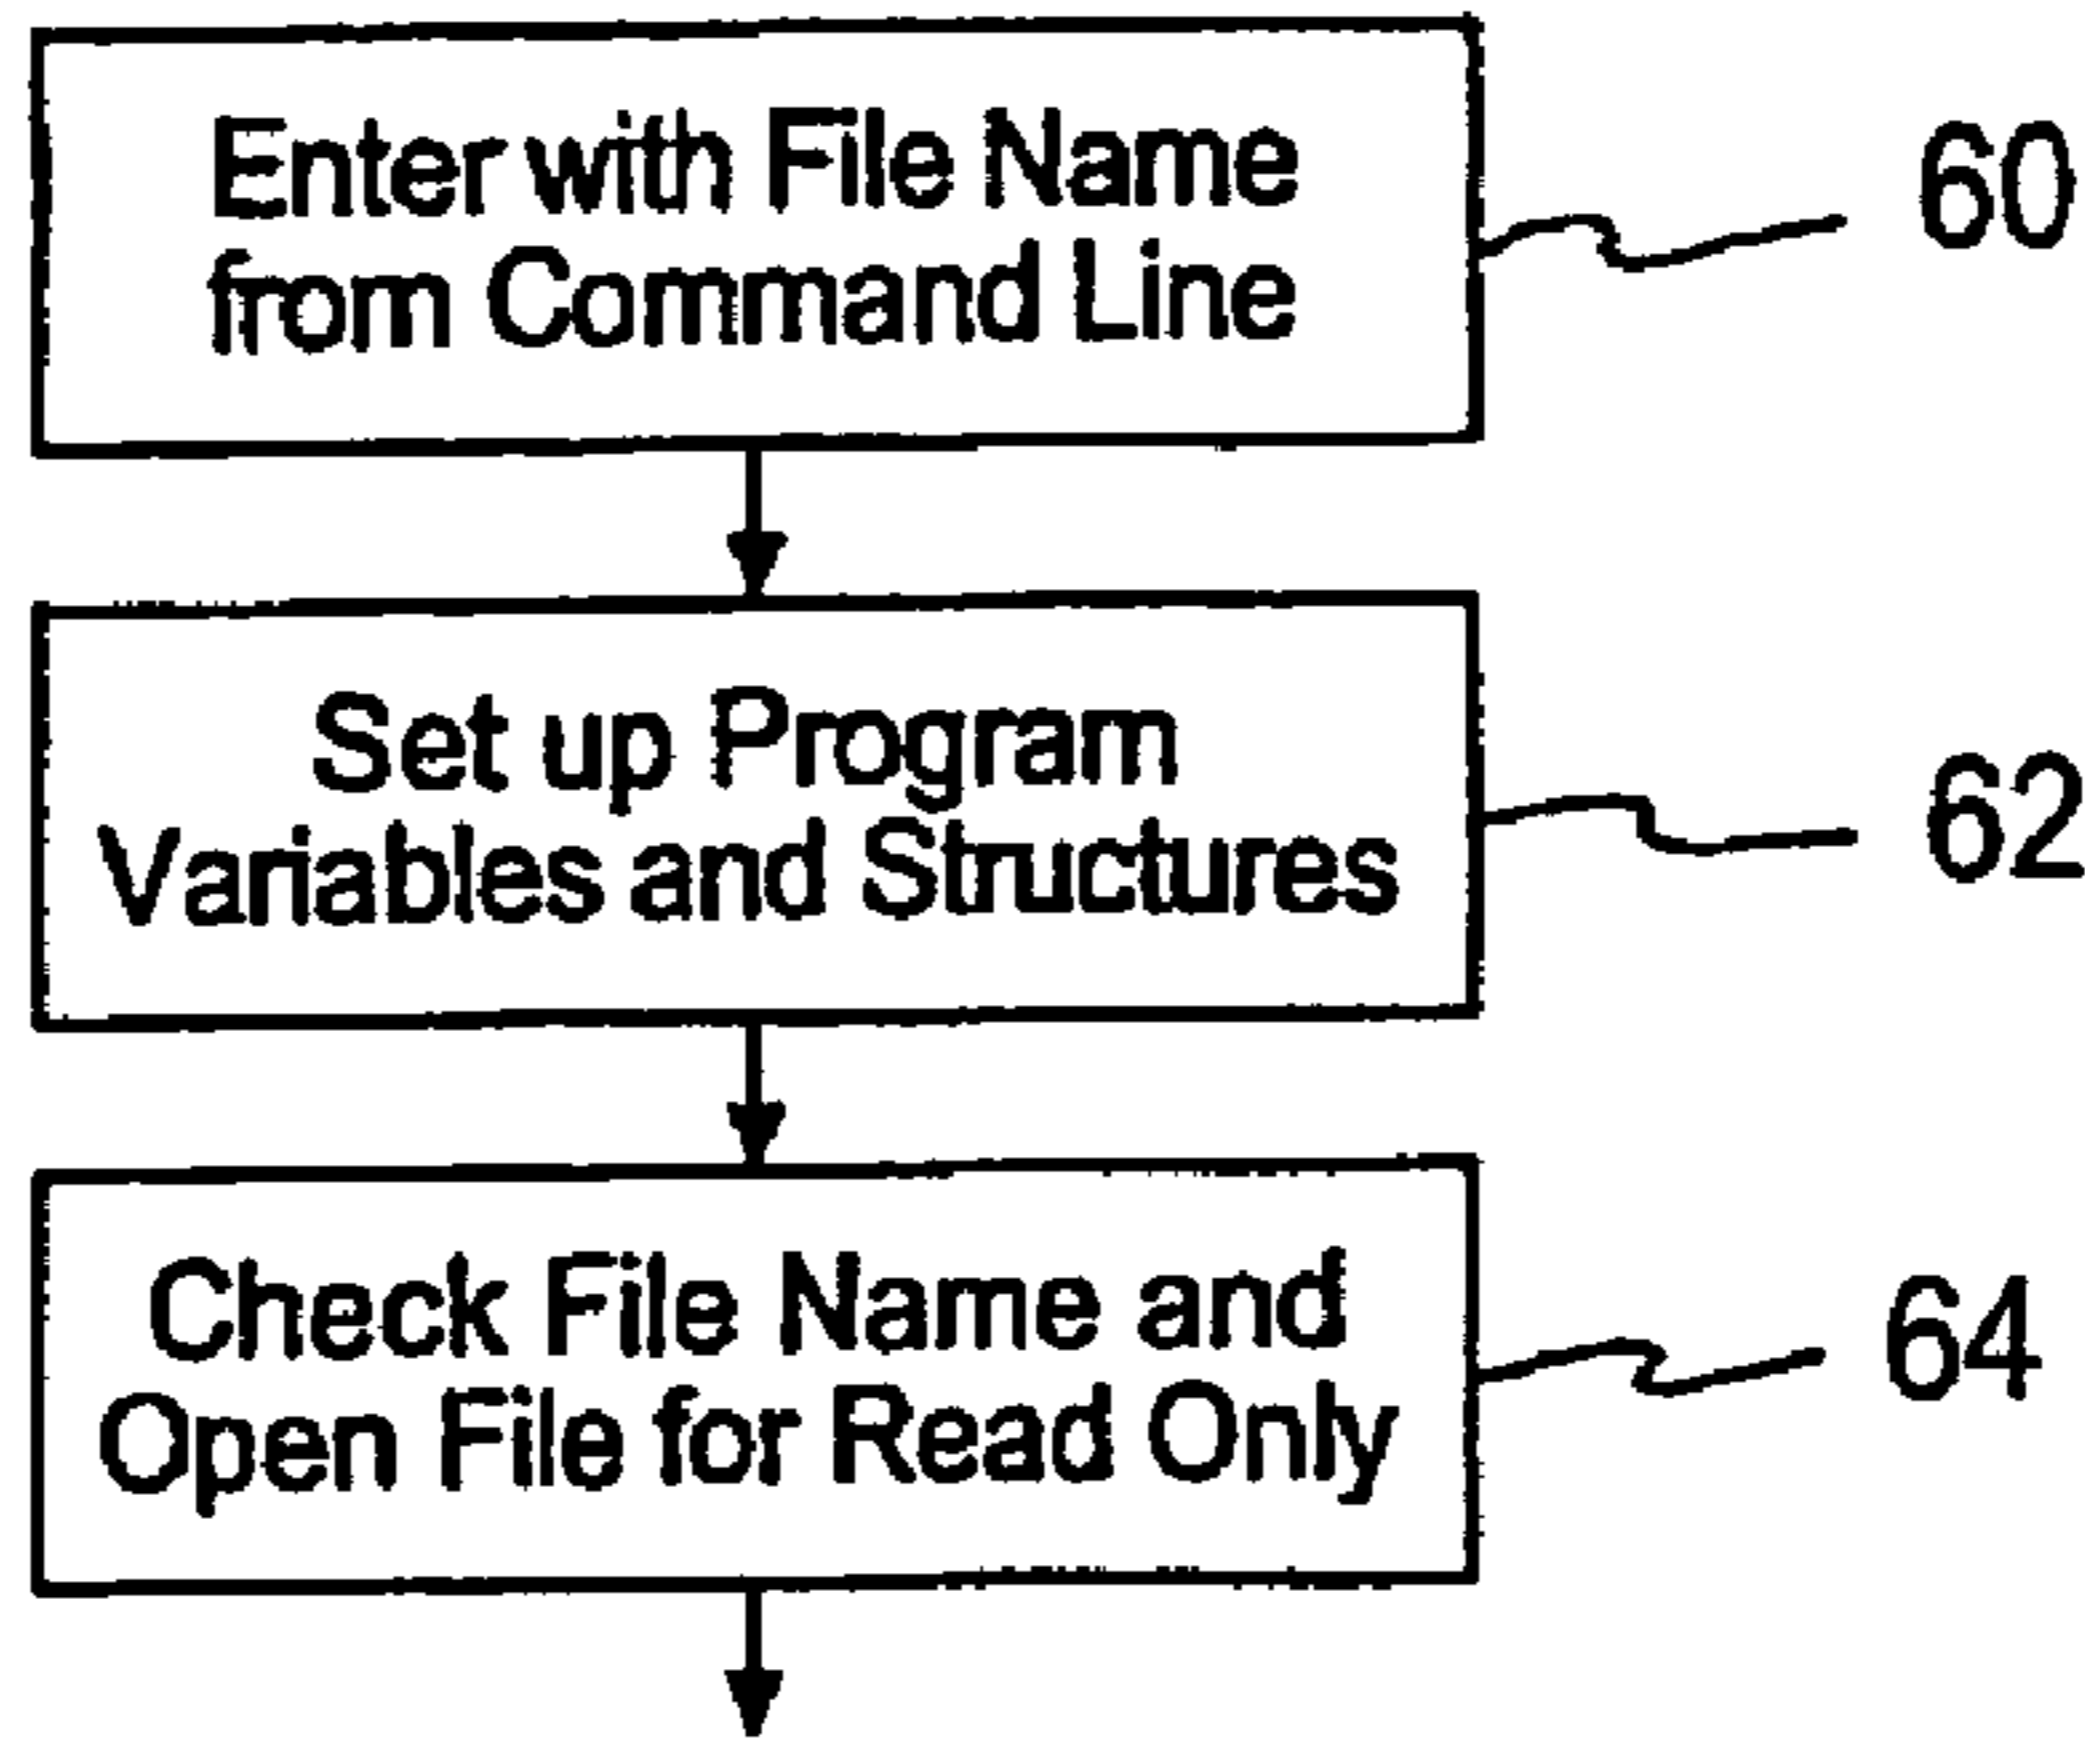 Enter with File Name
from Command Line
60
Set up Program
Variables and Structures
62
Check File Name and
Open File for Read Only
64